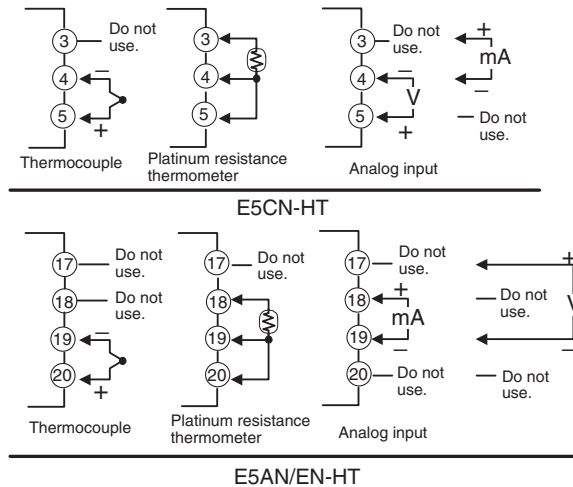 3 Do not use.
4 −
5 +
Thermocouple
3
4
5
Platinum resistance
thermometer
3 Do not use.
4 −
V
5 +
+
mA
−
Do not
use.
Analog input
E5CN-HT
17 Do not use.
18 Do not use.
19 −
20 +
Thermocouple
17 Do not use.
18
19
20
Platinum resistance
thermometer
17 Do not use.
18 +
mA
19 −
20 Do not use.
+
Do not
use.
V
−
Do not
use.
Analog input
E5AN/EN-HT